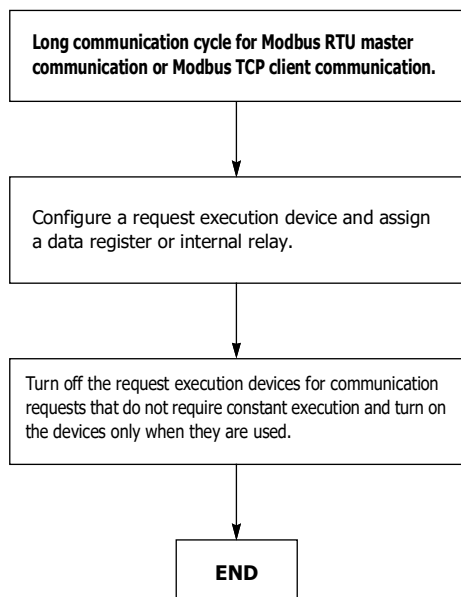 Long communication cycle for Modbus RTU master
communication or Modbus TCP client communication.
Configure a request execution device and assign
a data register or internal relay.
Turn off the request execution devices for communication
requests that do not require constant execution and turn on
the devices only when they are used.
END